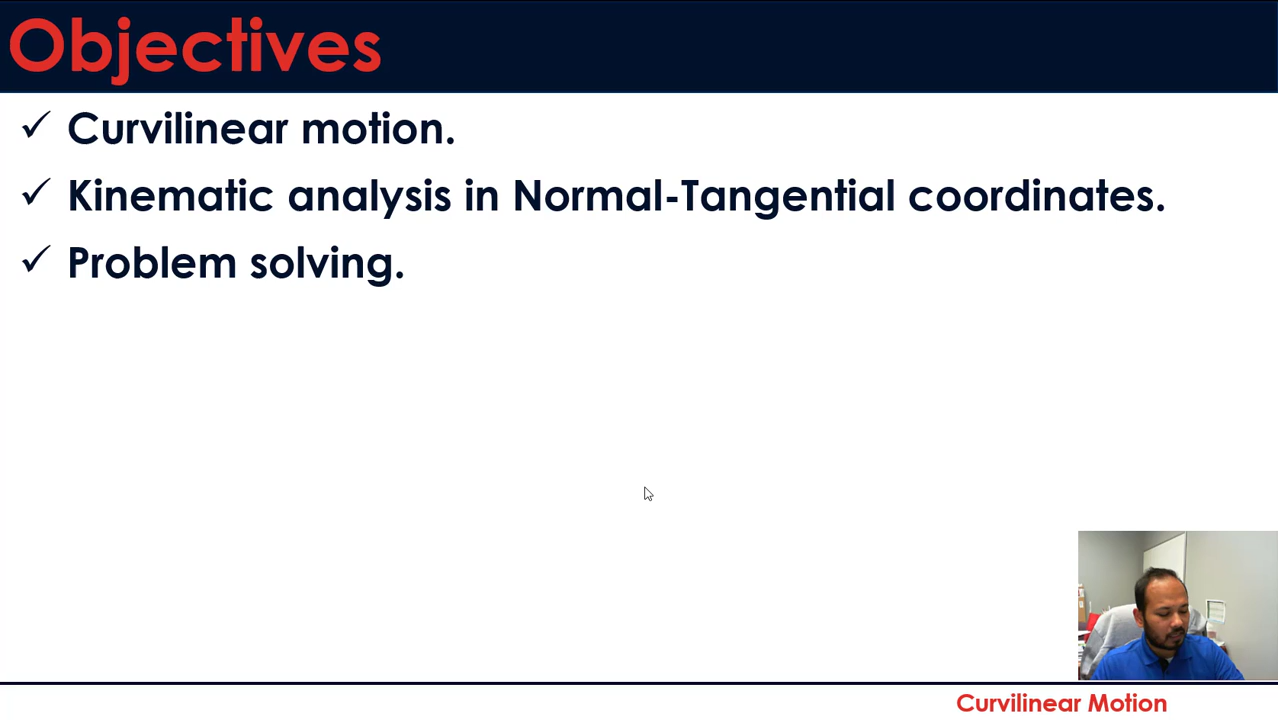 Objectives
✓ Curvilinear motion.
✓ Kinematic analysis in Normal-Tangential coordinates.
✓ Problem solving.
Curvilinear Motion